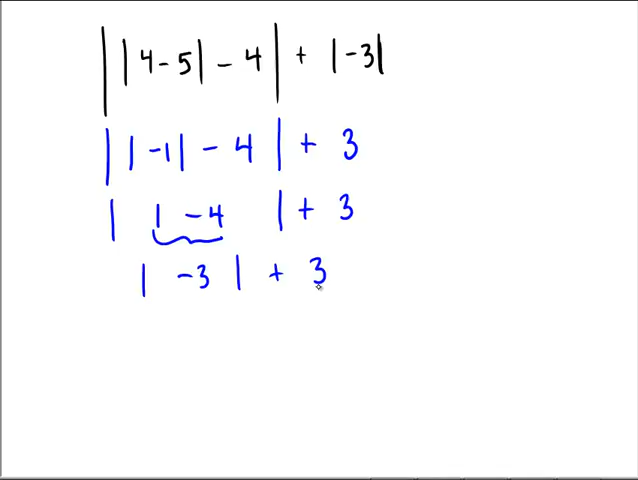 ||4-5|-4| + |-3|
||-1| - 4| + 3
|1 - 4| + 3
|-3| + 3